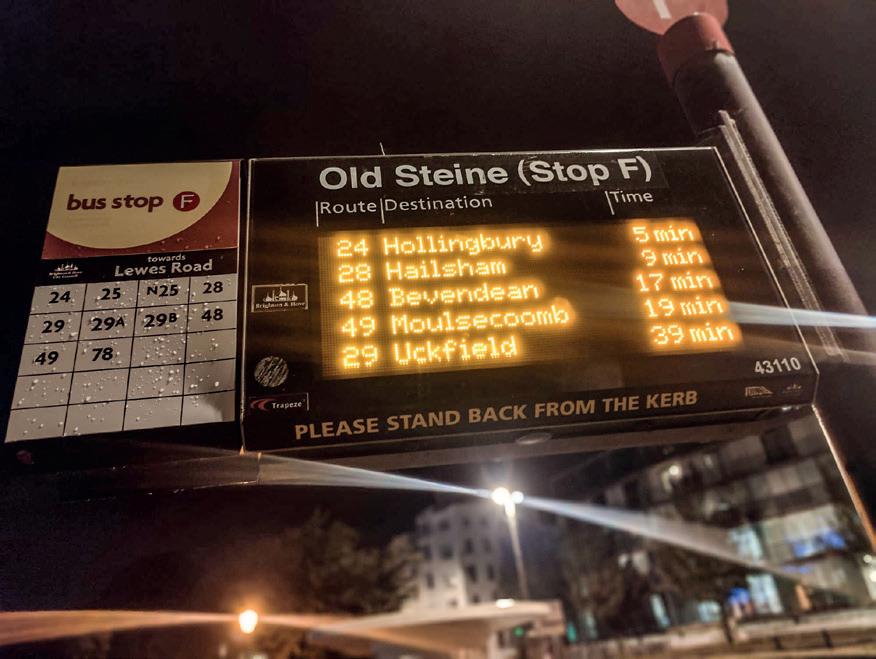 bus stop F
towards
Lewes Road
24 25 N25 28
29 29A 29B 48
49 78
Old Steine (Stop F)
Route Destination Time
24 Hollingbury 5 min
28 Hailsham 9 min
48 Bevendean 17 min
49 Moulsecoomb 19 min
29 Uckfield 39 min
Brighton & Hove
43110
Trapeze
PLEASE STAND BACK FROM THE KERB